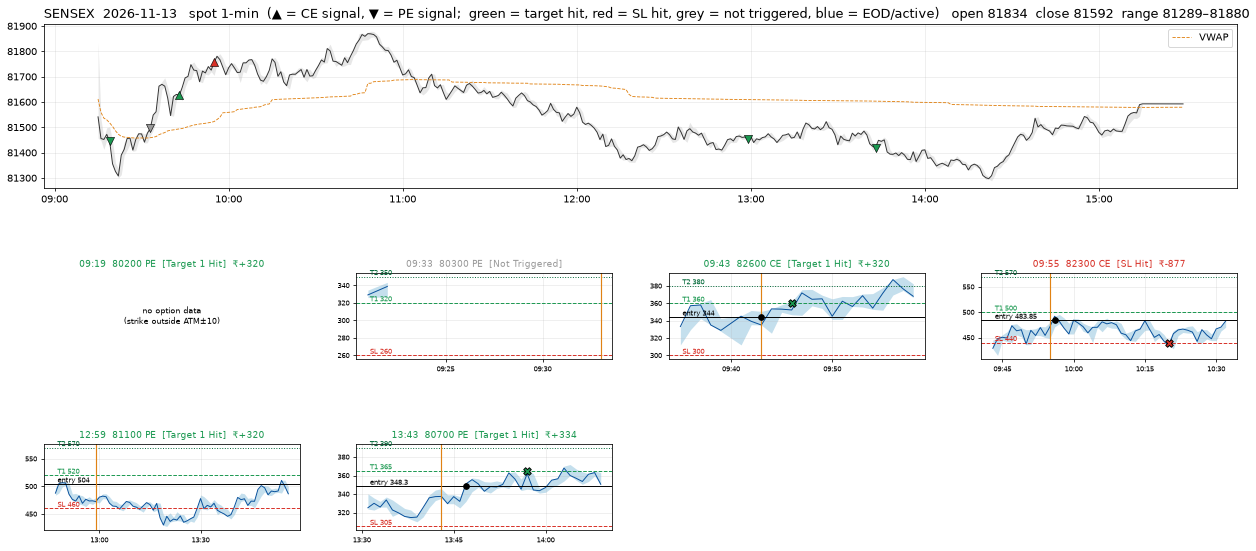 SENSEX  2026-11-13   spot 1-min  (▲ = CE signal, ▼ = PE signal;  green = target hit, red = SL hit, grey = not triggered, blue = EOD/active)   open 81834  close 81592  range 81289–81880
81900
81800
81700
81600
81500
81400
81300
VWAP
09:00
10:00
11:00
12:00
13:00
14:00
15:00
09:19  80200 PE  [Target 1 Hit]  ₹+320
no option data
(strike outside ATM±10)
09:33  80300 PE  [Not Triggered]
T2 350
T1 320
SL 260
340
320
300
280
260
09:25
09:30
09:43  82600 CE  [Target 1 Hit]  ₹+320
T2 380
T1 360
entry 344
SL 300
380
360
340
320
300
09:40
09:50
09:55  82300 CE  [SL Hit]  ₹-877
T2 570
T1 500
entry 483.85
SL 440
550
500
450
09:45
10:00
10:15
10:30
12:59  81100 PE  [Target 1 Hit]  ₹+320
T2 570
T1 520
entry 504
SL 460
550
500
450
13:00
13:30
13:43  80700 PE  [Target 1 Hit]  ₹+334
T2 390
T1 365
entry 348.3
SL 305
380
360
340
320
13:30
13:45
14:00